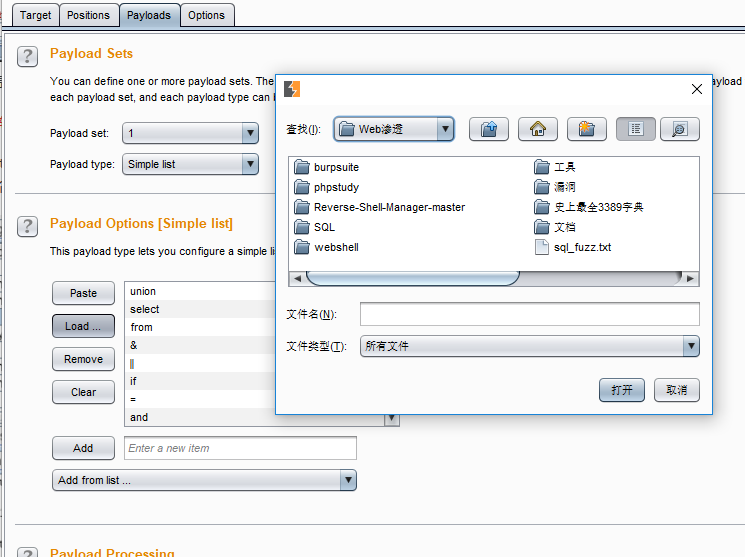 Target Positions Payloads Options
? Payload Sets
You can define one or more payload sets. The payload
each payload set, and each payload type can
Payload set: 1
Payload type: Simple list
? Payload Options [Simple list]
This payload type lets you configure a simple lis
Paste
Load ...
Remove
Clear
union
select
from
&
|
if
=
and
Add Enter a new item
Add from list ...
? Payload Processing
查找(I): Web渗透
burpsuite
phpstudy
Reverse-Shell-Manager-master
SQL
webshell
工具
漏洞
史上最全3389字典
文档
sql_fuzz.txt
文件名(N):
文件类型(T): 所有文件
打开 取消